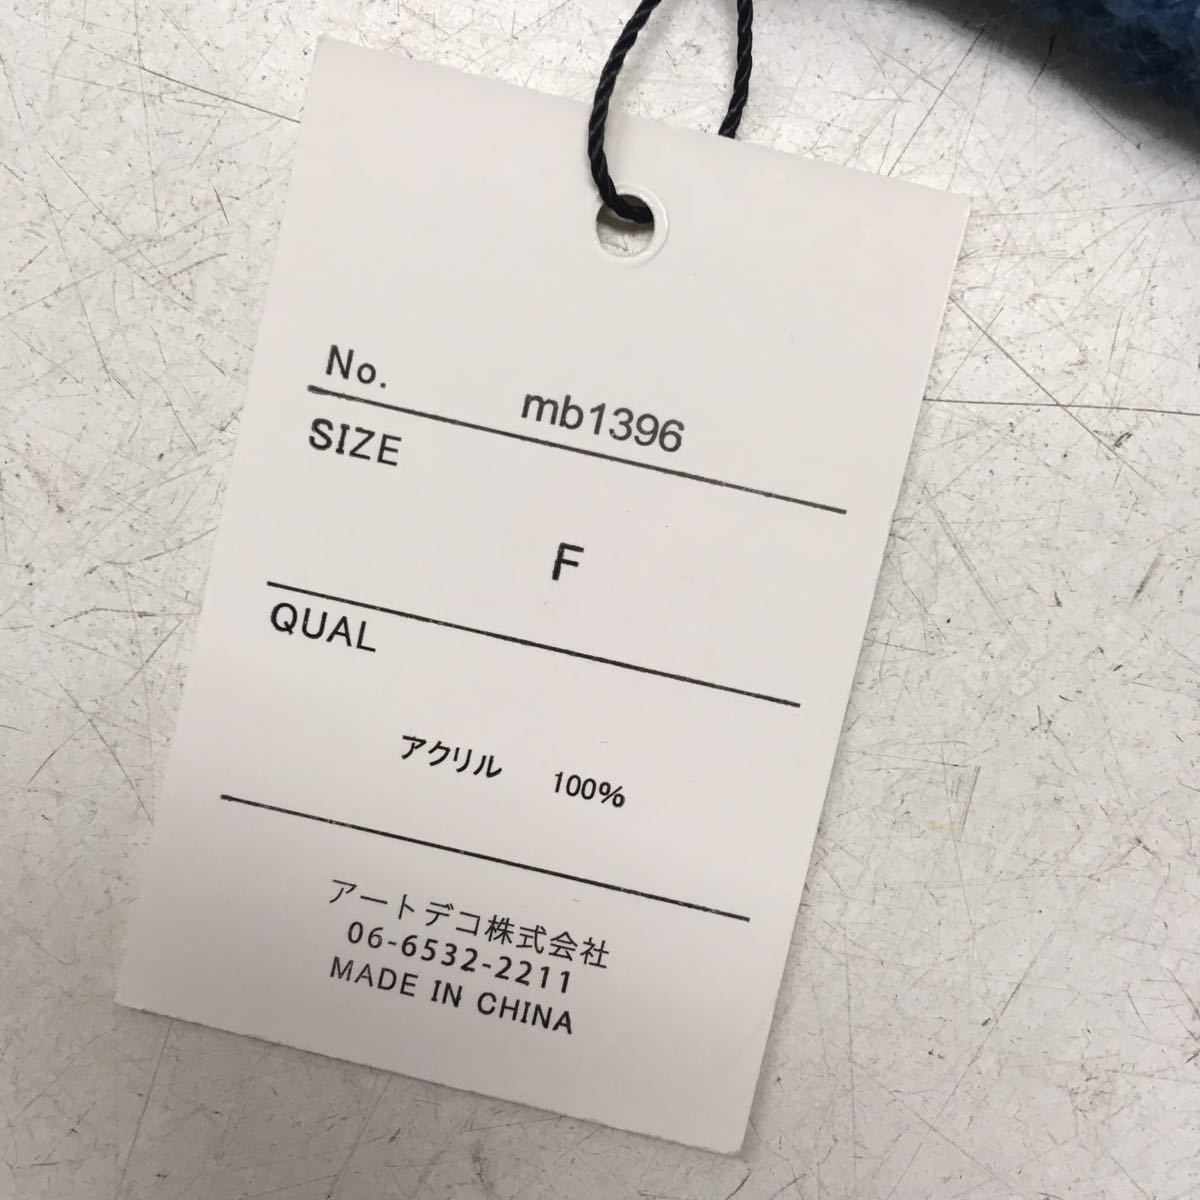 No.
mb1396
SIZE
F
QUAL
アクリル 100%
アートデコ株式会社
06-6532-2211
MADE IN CHINA